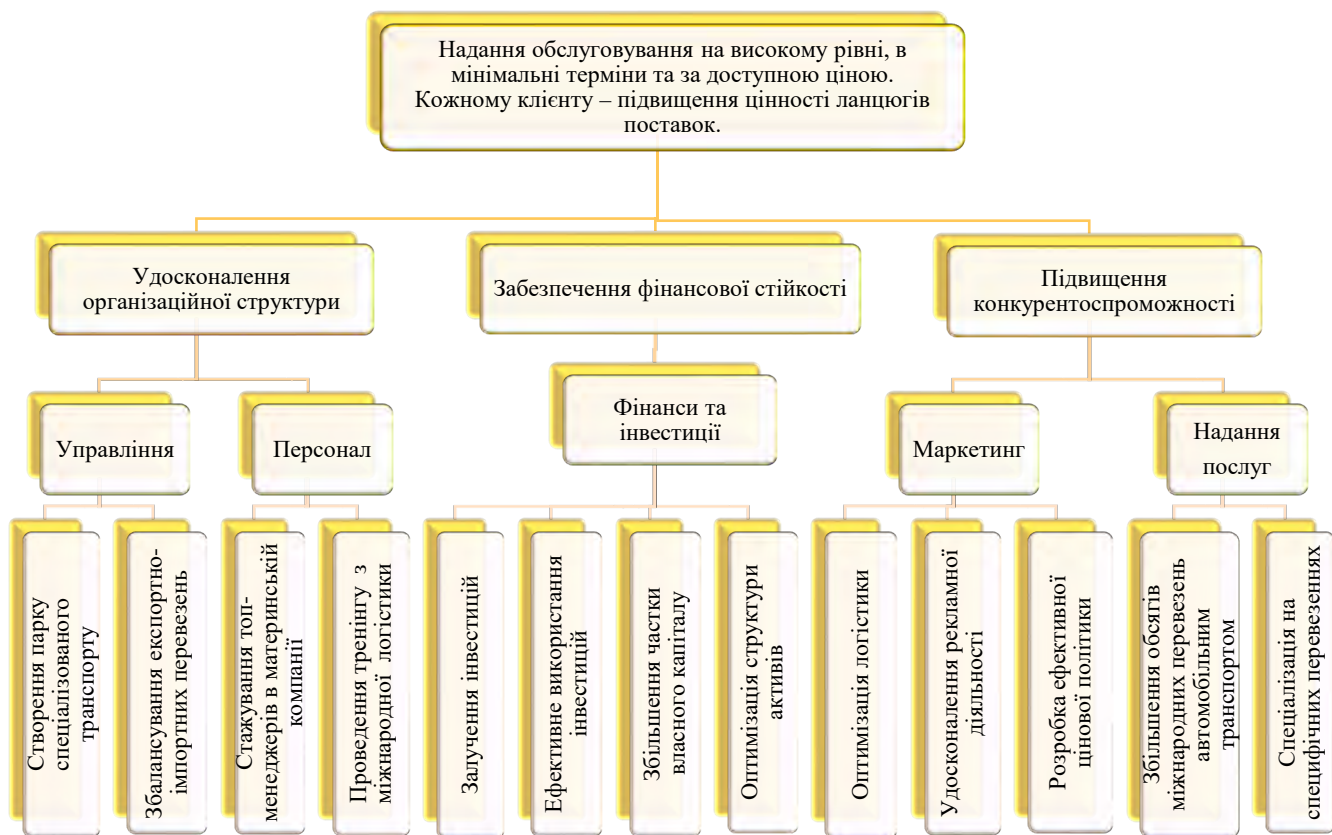 Надання обслуговування на високому рівні, в
мінімальні терміни та за доступною ціною.
Кожному клієнту – підвищення цінності ланцюгів
поставок.
Удосконалення
організаційної структури
Забезпечення фінансової стійкості
Підвищення
конкурентоспроможності
Управління
Персонал
Фінанси та
інвестиції
Маркетинг
Надання
послуг
Створення парку
спеціалізованого
транспорту
Збалансування експортно-
імпортних перевезень
Стажування топ-
менеджерів в материнській
компанії
Проведення тренінгу з
міжнародної логістики
Залучення інвестицій
Ефективне використання
інвестицій
Збільшення частки
власного капіталу
Оптимізація структури
активів
Оптимізація логістики
Удосконалення рекламної
діяльності
Розробка ефективної
цінової політики
Збільшення обсягів
міжнародних перевезень
автомобільним
транспортом
Спеціалізація на
специфічних перевезеннях